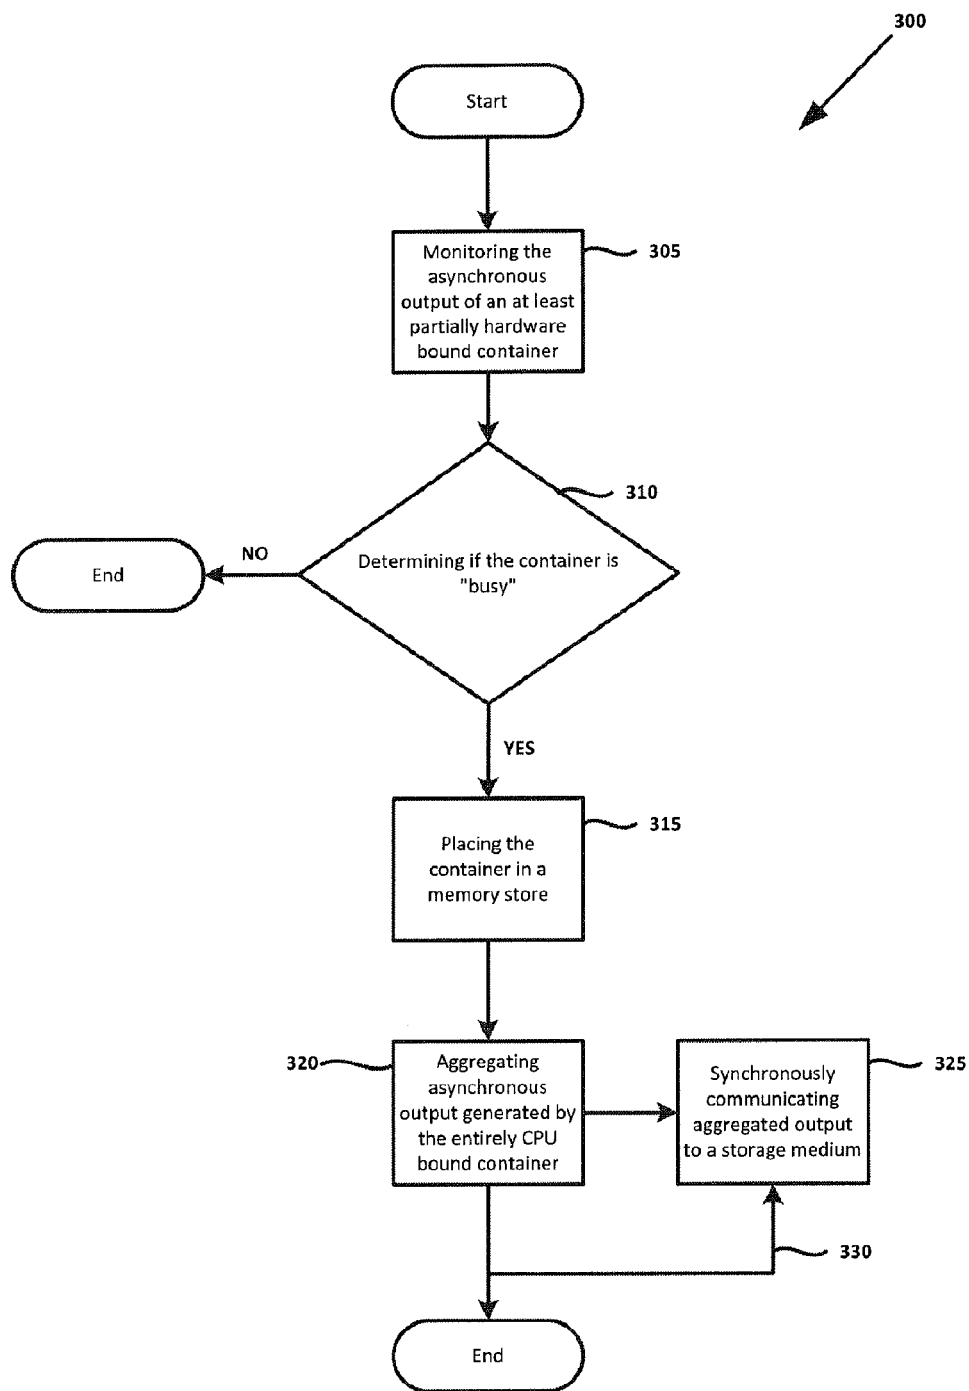 300
Start
Monitoring the
asynchronous
output of an at least
partially hardware
bound container
305
310
Determining if the container is
"busy"
NO
End
YES
Placing the
container in a
memory store
315
320
Aggregating
asynchronous
output generated by
the entirely CPU
bound container
Synchronously
communicating
aggregated output
to a storage medium
325
330
End